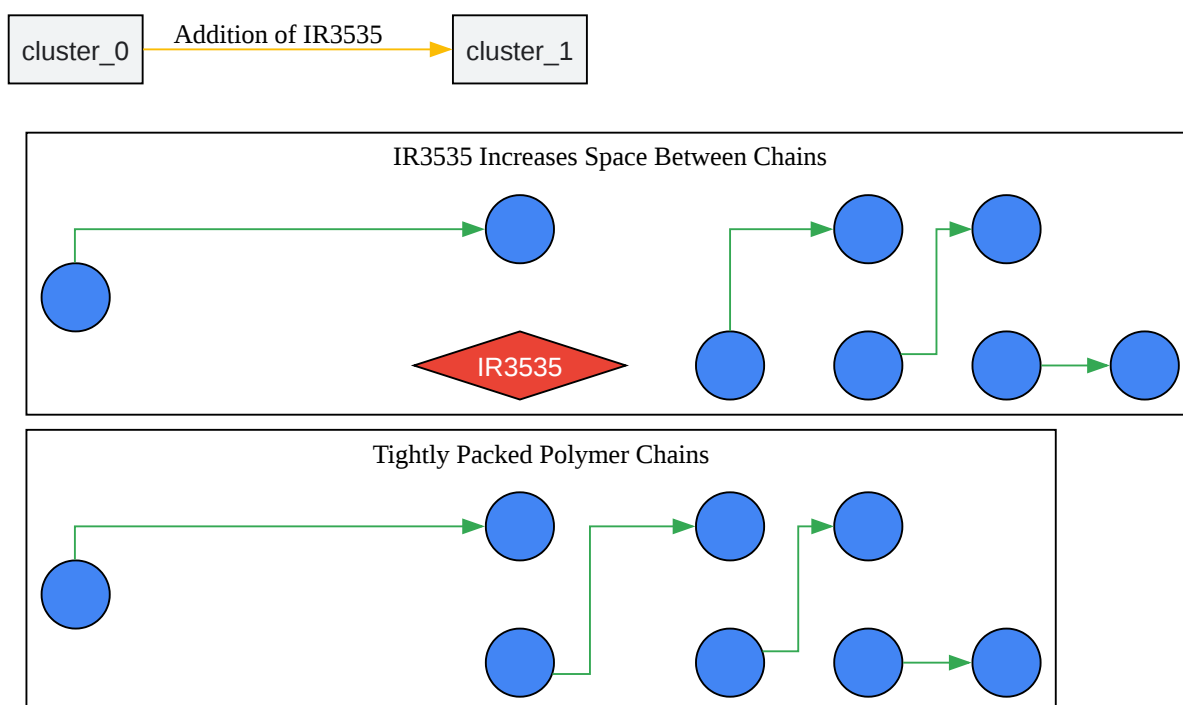 cluster_0
Addition of IR3535
cluster_1
IR3535 Increases Space Between Chains
IR3535
Tightly Packed Polymer Chains